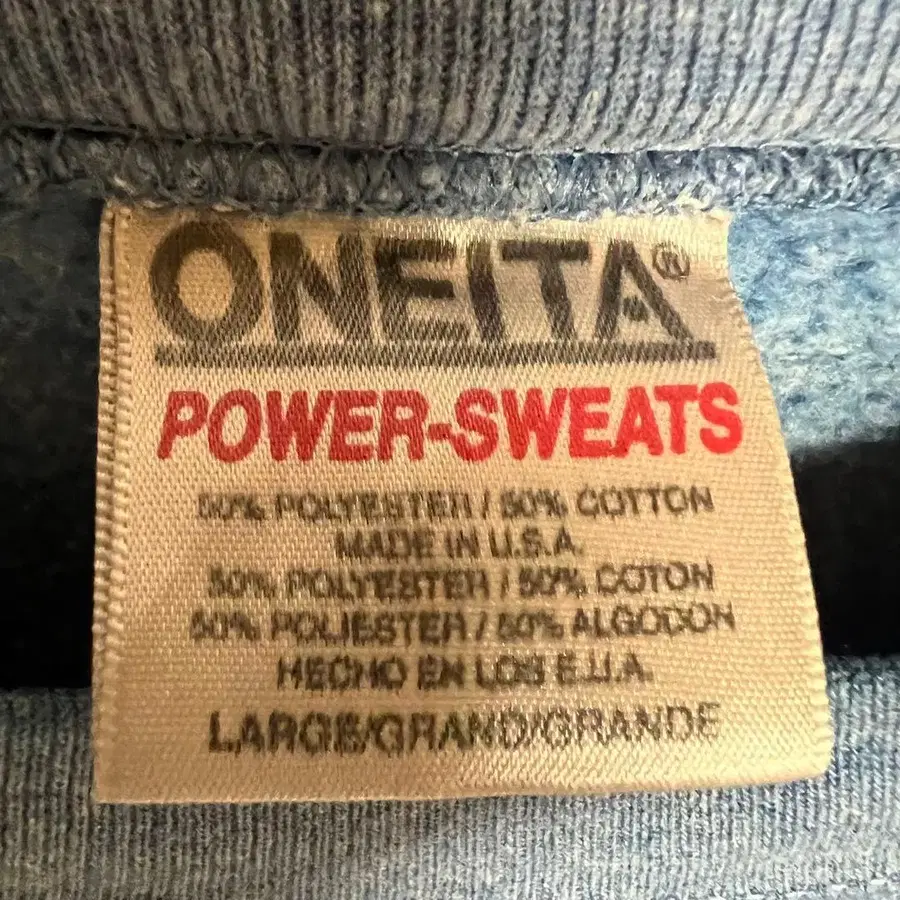 ONEITA®
POWER-SWEATS
50% POLYESTER / 50% COTTON
MADE IN U.S.A.
50% POLYESTER / 50% COTON
50% POLIESTER / 50% ALGODON
HECHO EN LOS E.U.A.
LARGE/GRAND/GRANDE